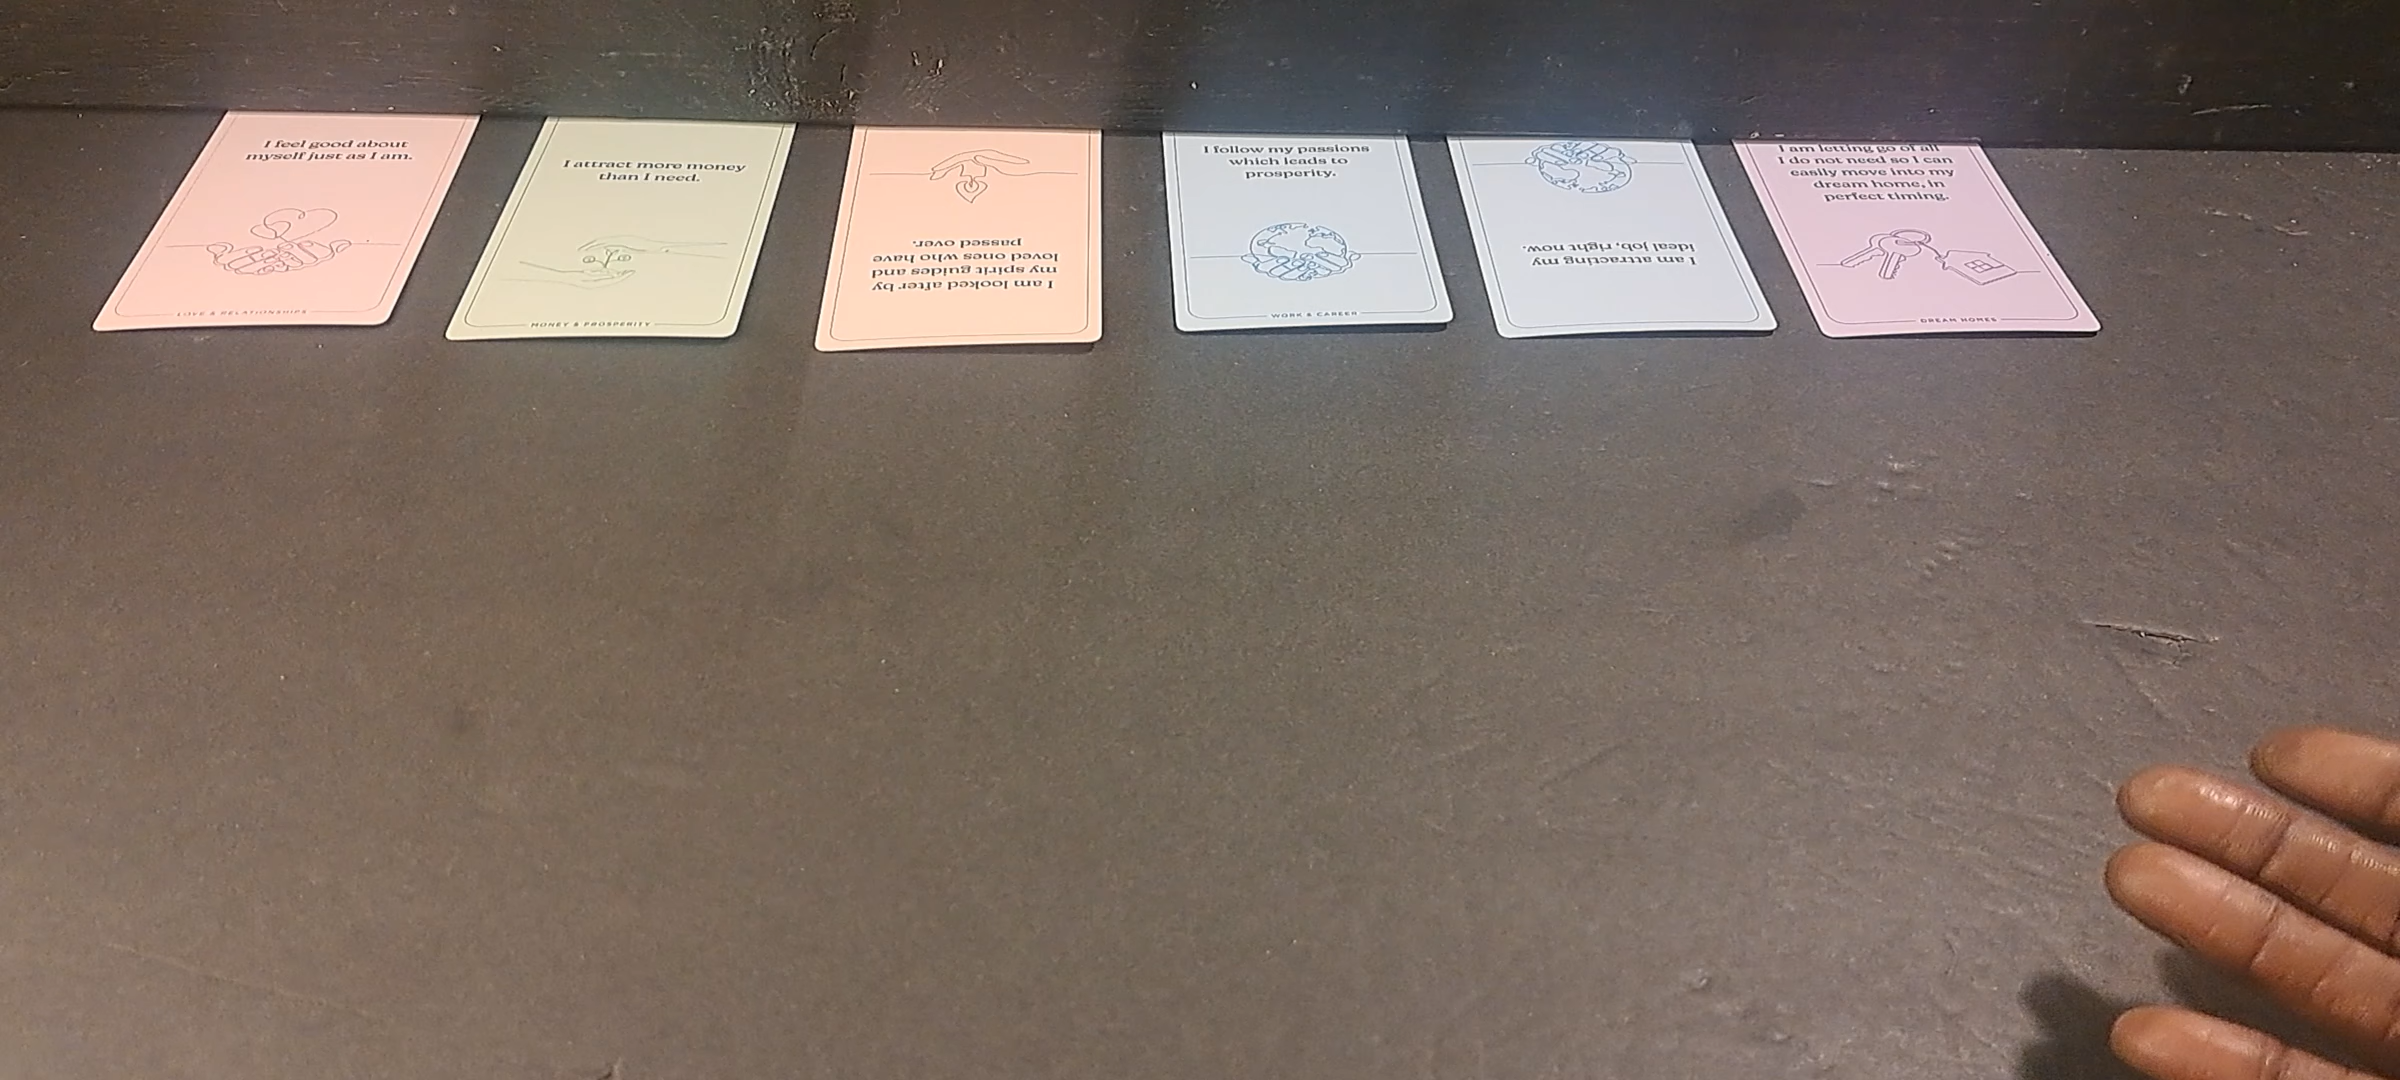 I feel good about
myself just as I am.
LOVE & RELATIONSHIPS
I attract more money
than I need.
MONEY & PROSPERITY
I am looked after by
my spirit guides and
loved ones who have
passed over.
I follow my passions
which leads to
prosperity.
WORK & CAREER
I am attracting my
ideal job, right now.
I am letting go of all
I do not need so I can
easily move into my
dream home, in
perfect timing.
DREAM HOMES